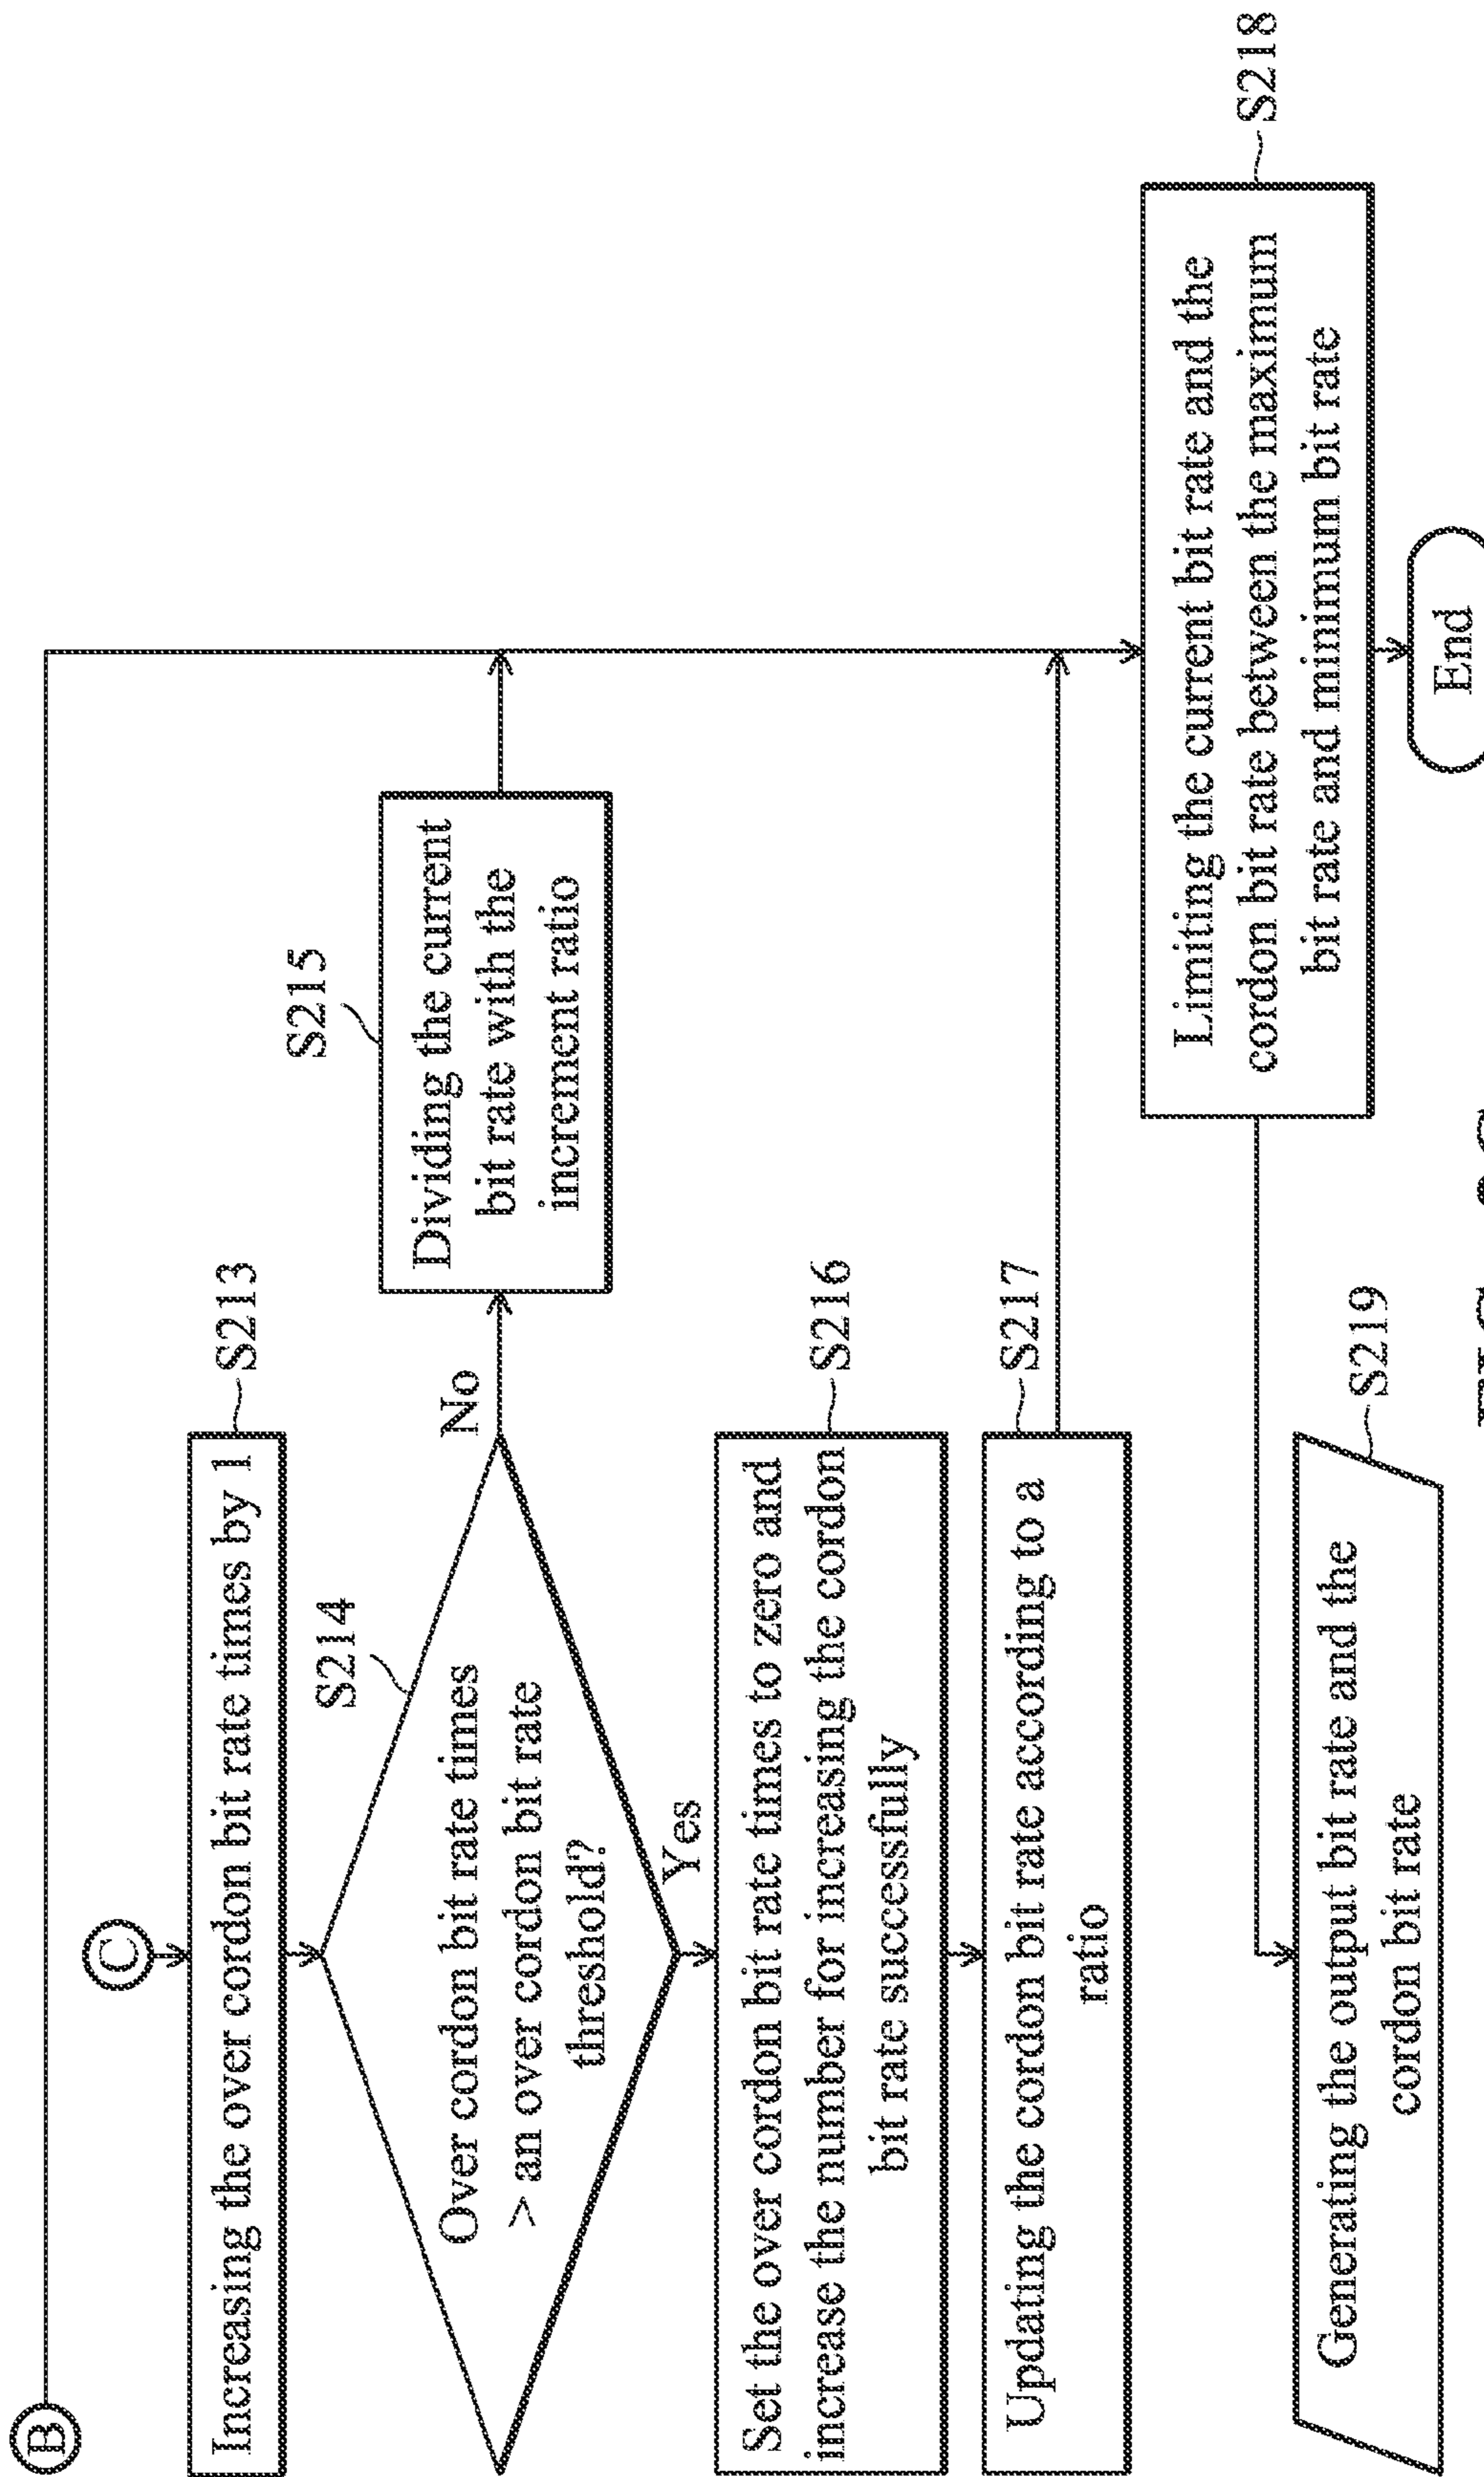 B
C
Increasing the over cordon bit rate times by 1
S213
S214
Over cordon bit rate times
> an over cordon bit rate
threshold?
No
Yes
S215
Dividing the current
bit rate with the
increment ratio
Set the over cordon bit rate times to zero and
increase the number for increasing the cordon
bit rate successfully
S216
Updating the cordon bit rate according to a
ratio
S217
Limiting the current bit rate and the
cordon bit rate between the maximum
bit rate and minimum bit rate
S218
Generating the output bit rate and the
cordon bit rate
S219
End